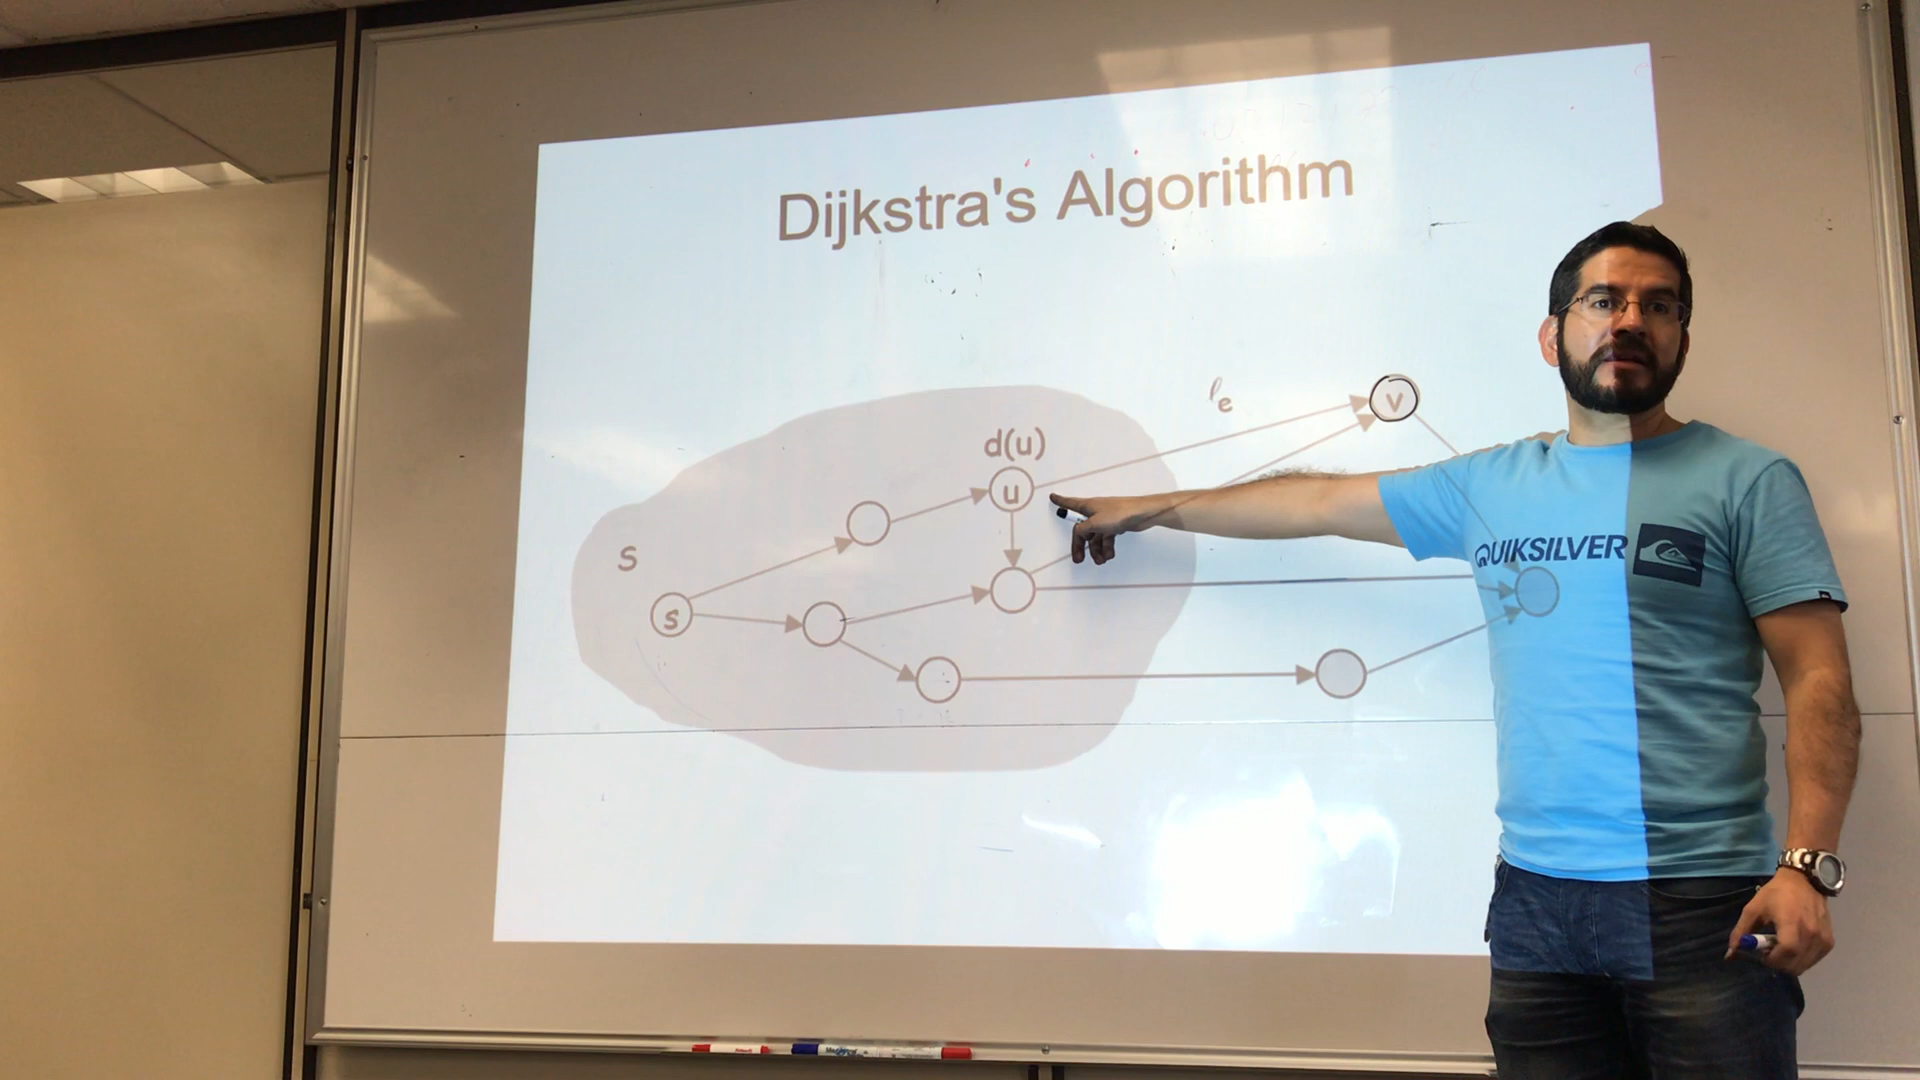 Dijkstra's Algorithm
ℓe
v
d(u)
u
S
s
QUIKSILVER